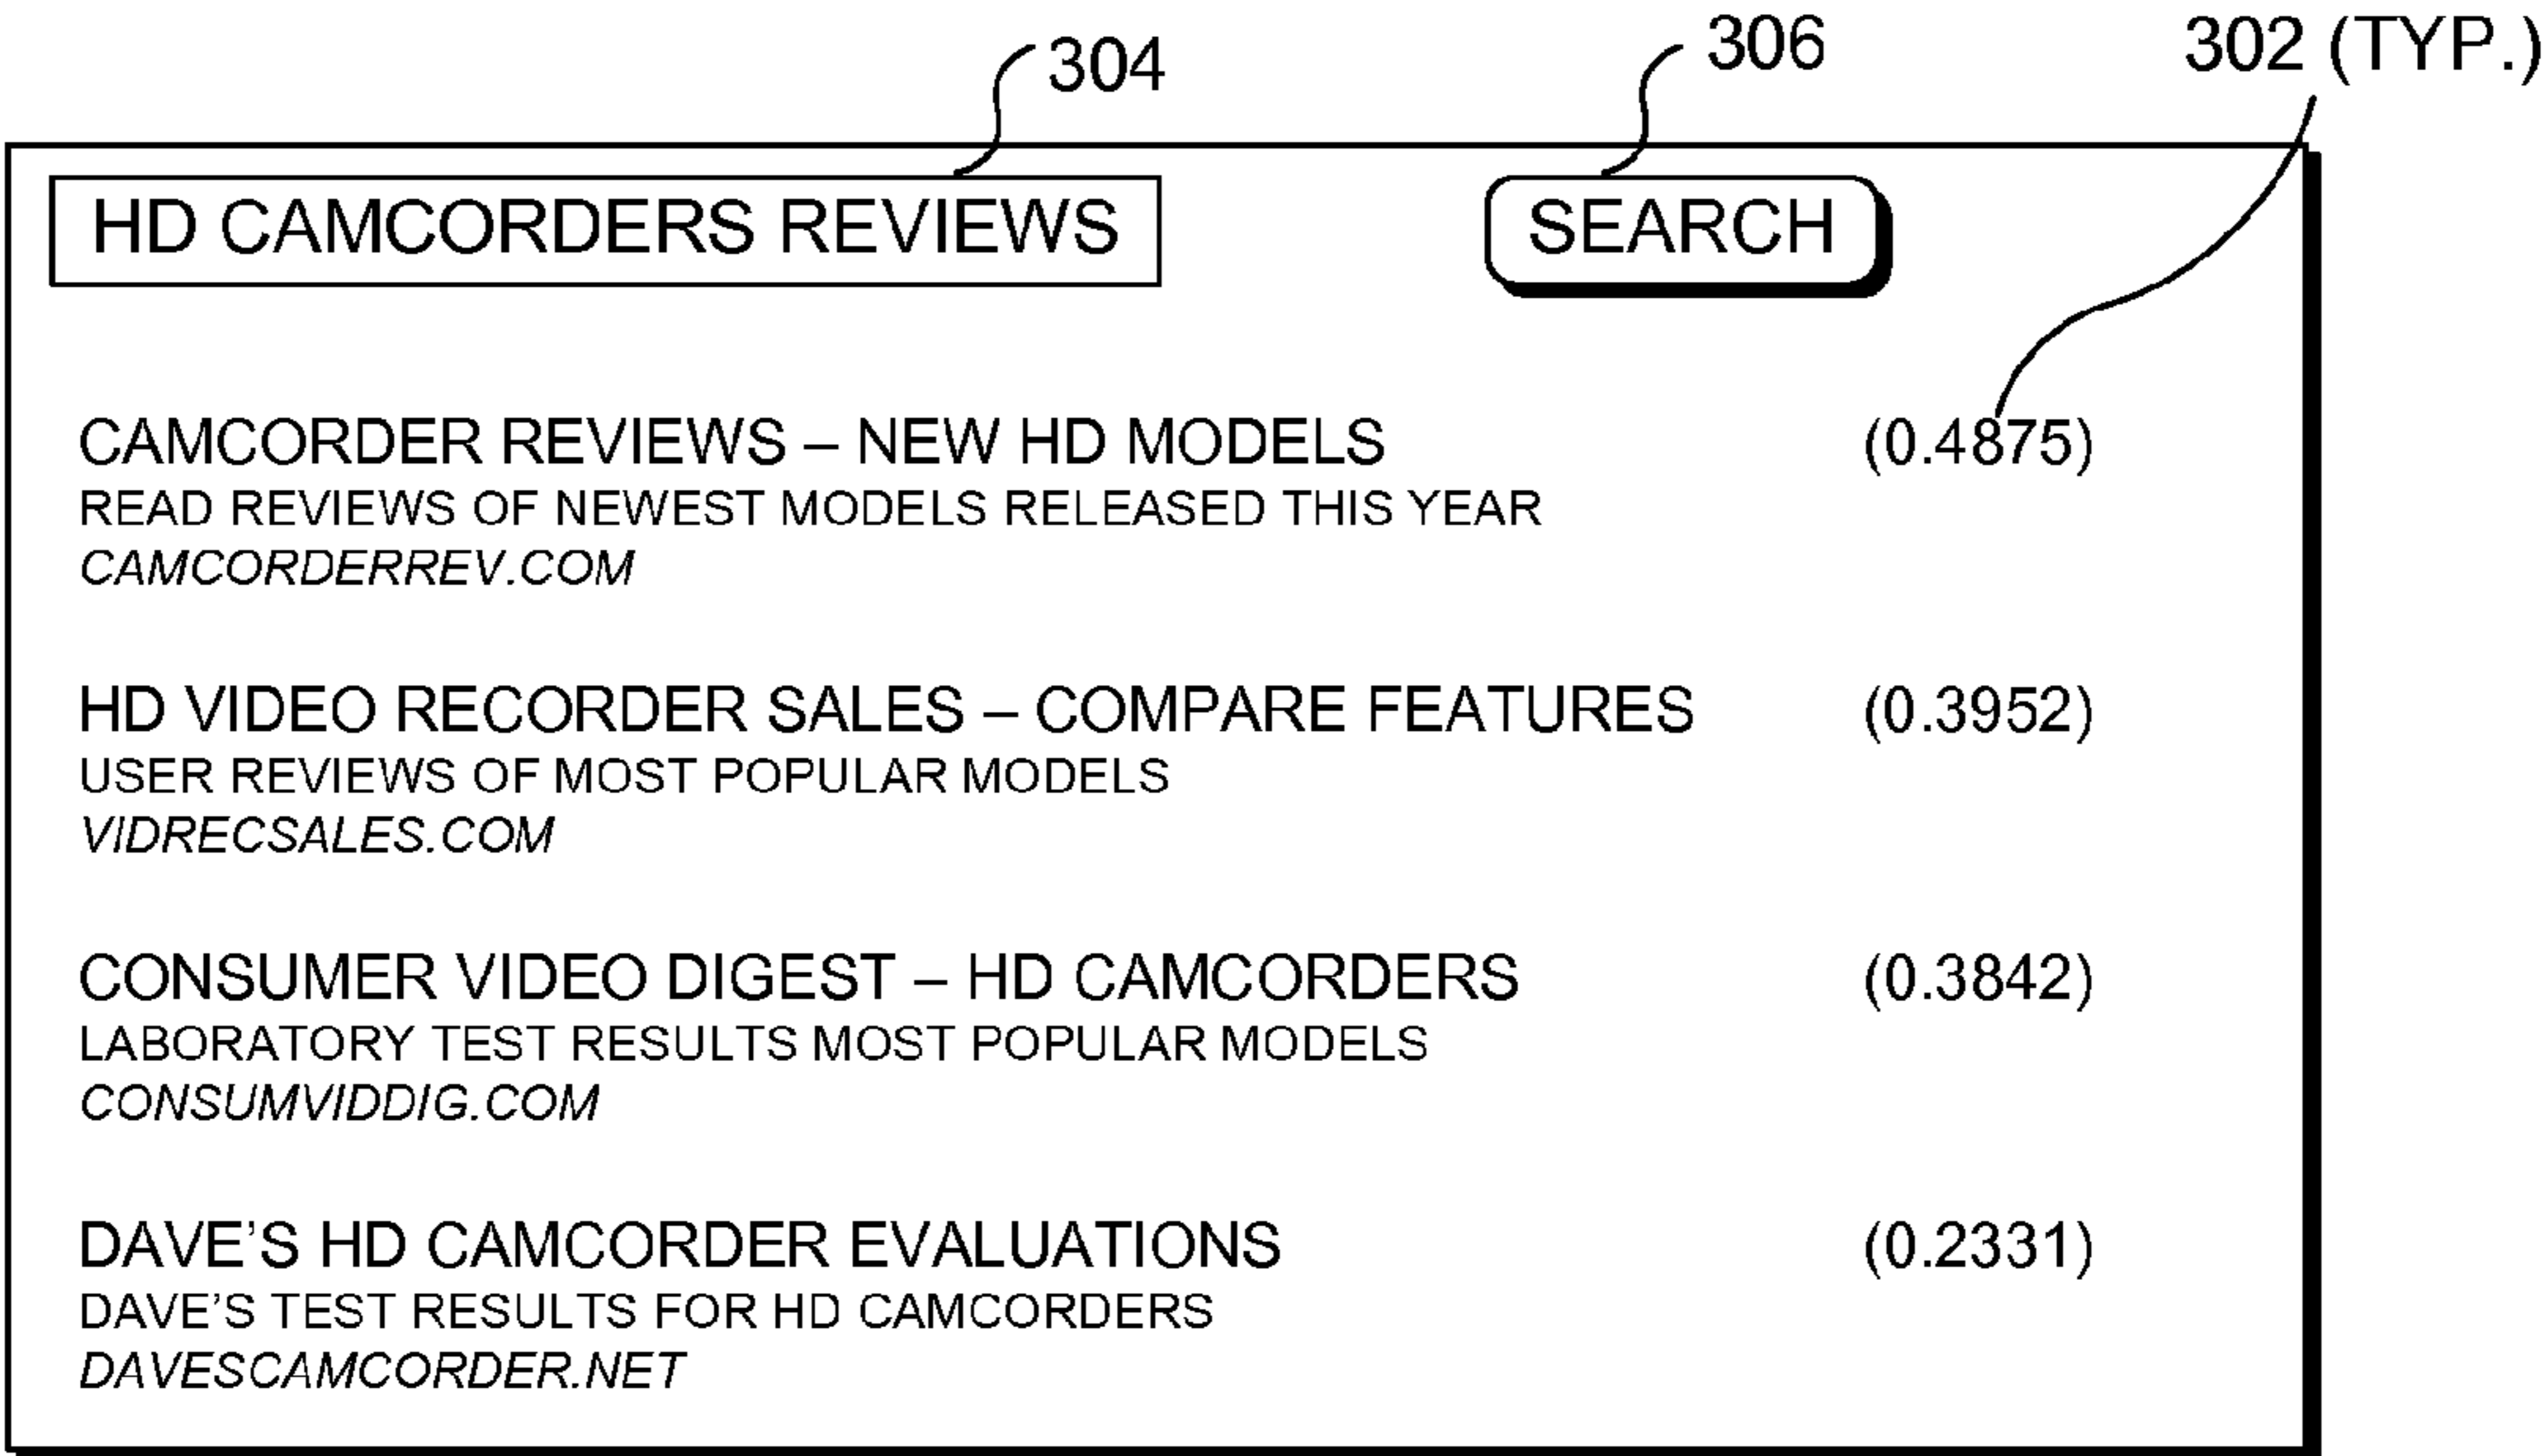 304
306
302 (TYP.)
HD CAMCORDERS REVIEWS
SEARCH
CAMCORDER REVIEWS – NEW HD MODELS (0.4875)
READ REVIEWS OF NEWEST MODELS RELEASED THIS YEAR
CAMCORDERREV.COM
HD VIDEO RECORDER SALES – COMPARE FEATURES (0.3952)
USER REVIEWS OF MOST POPULAR MODELS
VIDRECSALES.COM
CONSUMER VIDEO DIGEST – HD CAMCORDERS (0.3842)
LABORATORY TEST RESULTS MOST POPULAR MODELS
CONSUMVIDDIG.COM
DAVE’S HD CAMCORDER EVALUATIONS (0.2331)
DAVE’S TEST RESULTS FOR HD CAMCORDERS
DAVESCAMCORDER.NET